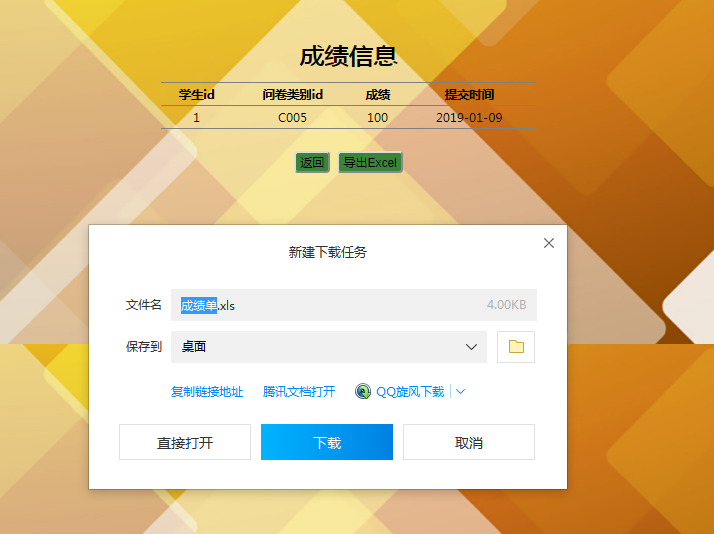 成绩信息
学生id 问卷类别id 成绩 提交时间
1 C005 100 2019-01-09
返回 导出Excel
新建下载任务
文件名 成绩单.xls 4.00KB
保存到 桌面
复制链接地址 腾讯文档打开 QQ旋风下载
直接打开 下载 取消